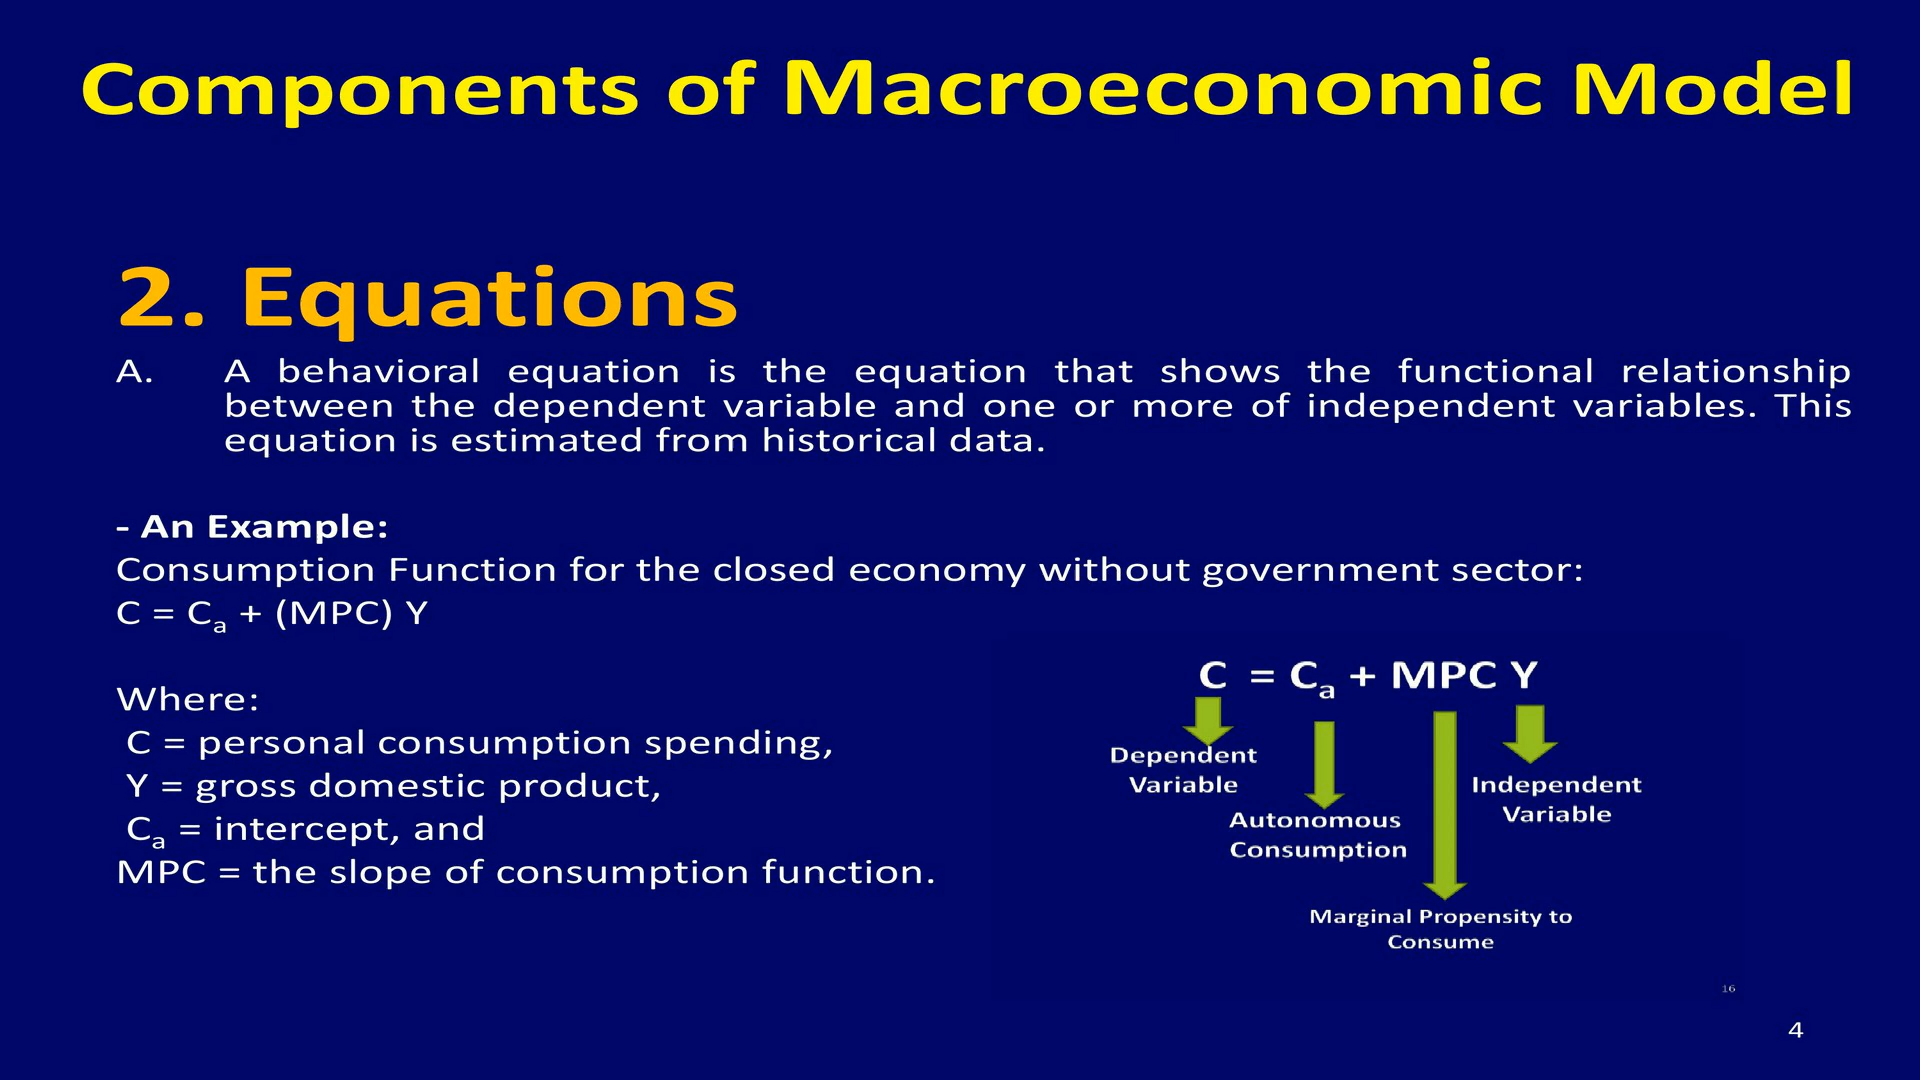 Components of Macroeconomic Model
2. Equations
A. A behavioral equation is the equation that shows the functional relationship
between the dependent variable and one or more of independent variables. This
equation is estimated from historical data.
- An Example:
Consumption Function for the closed economy without government sector:
C = Cₐ + (MPC) Y
Where:
C = personal consumption spending,
Y = gross domestic product,
Cₐ = intercept, and
MPC = the slope of consumption function.
C = Cₐ + MPC Y
Dependent
Variable
Autonomous
Consumption
Independent
Variable
Marginal Propensity to
Consume
16
4